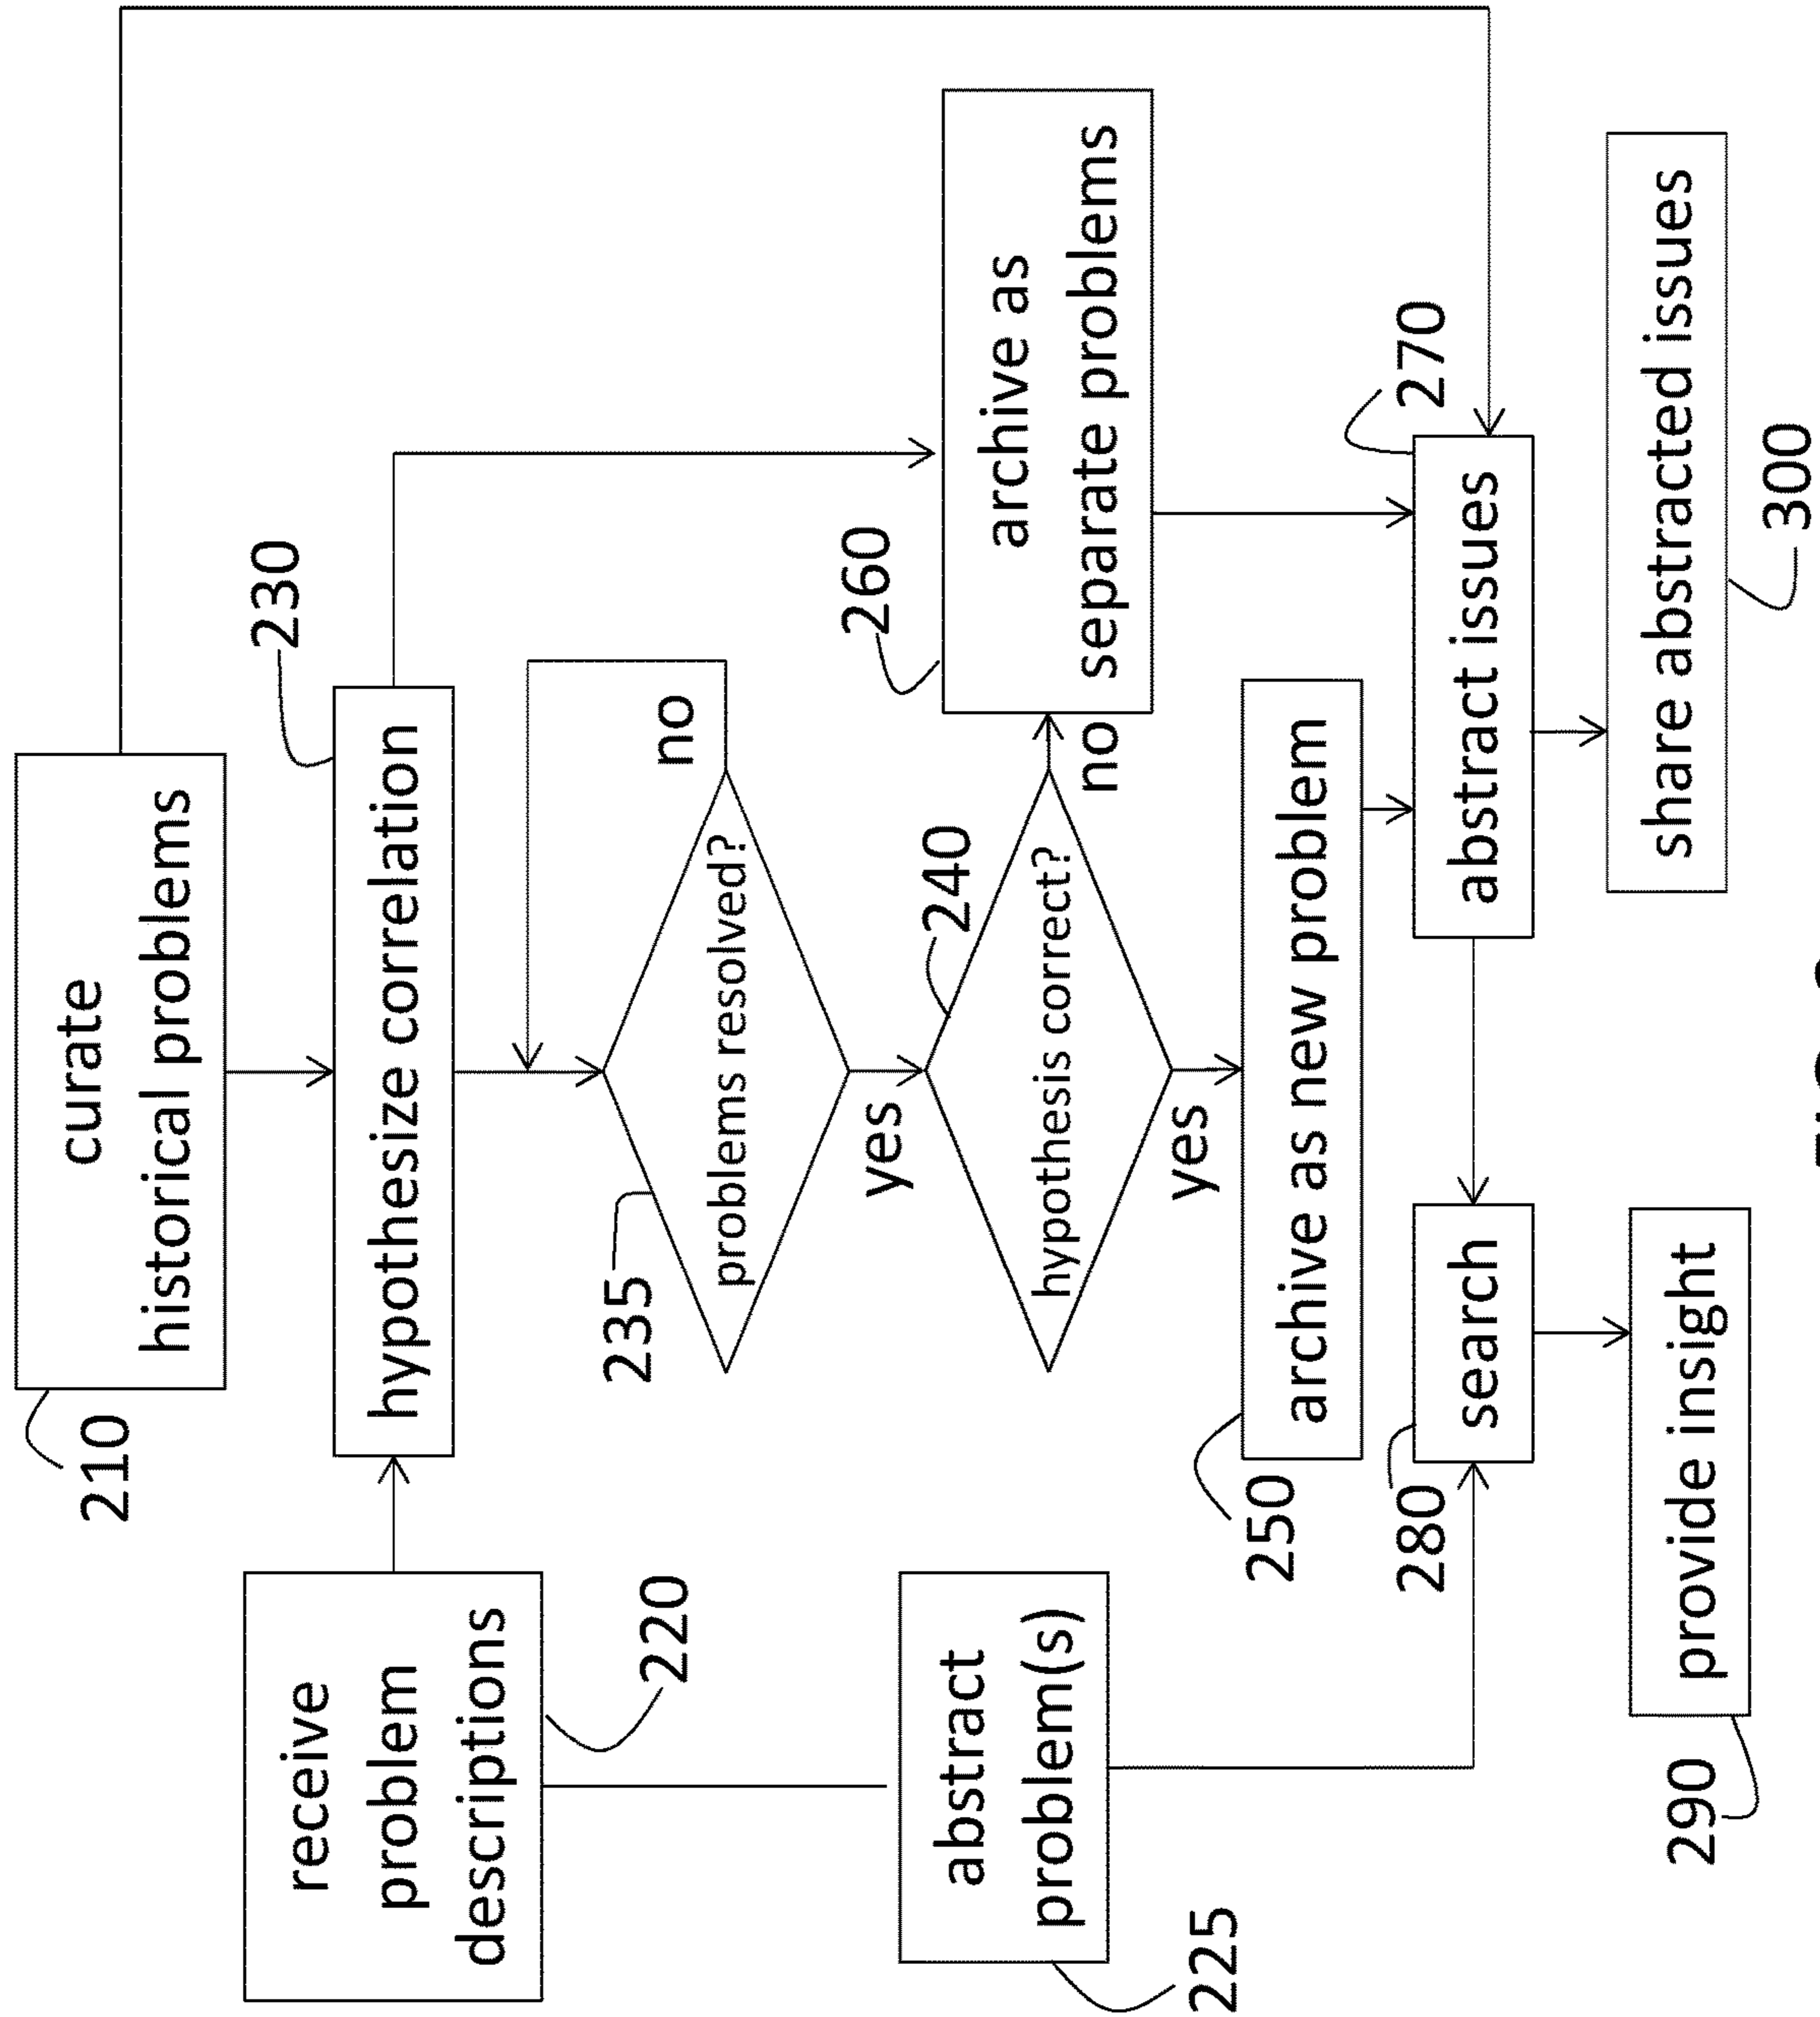 curate
historical problems
210
receive
problem
descriptions
220
hypothesize correlation
230
problems resolved?
235
no
yes
abstract
problem(s)
225
hypothesis correct?
240
no
yes
archive as
separate problems
260
archive as new problem
250
search
280
abstract issues
270
provide insight
290
share abstracted issues
300